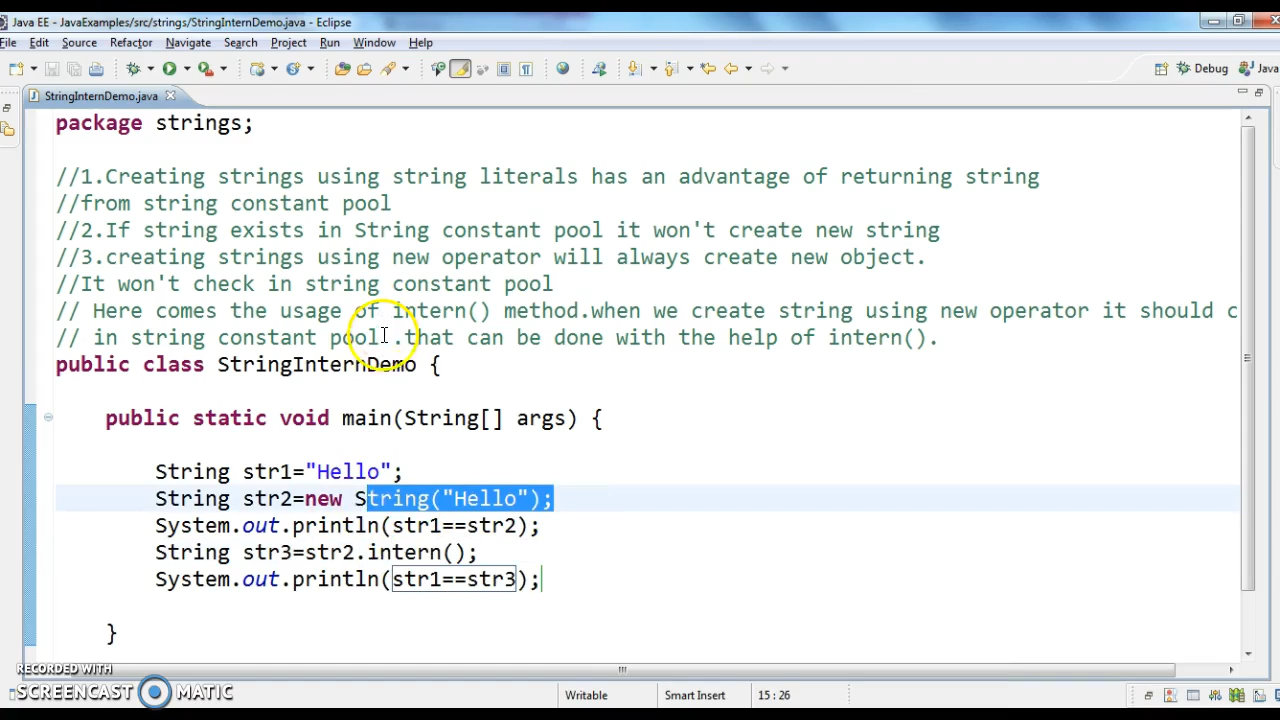 Java EE - JavaExamples/src/strings/StringInternDemo.java - Eclipse
File Edit Source Refactor Navigate Search Project Run Window Help
Debug Java
StringInternDemo.java
package strings;
//1.Creating strings using string literals has an advantage of returning string
//from string constant pool
//2.If string exists in String constant pool it won't create new string
//3.creating strings using new operator will always create new object.
//It won't check in string constant pool
// Here comes the usage of intern() method.when we create string using new operator it should c
// in string constant pool .that can be done with the help of intern().
public class StringInternDemo {
public static void main(String[] args) {
String str1="Hello";
String str2=new String("Hello");
System.out.println(str1==str2);
String str3=str2.intern();
System.out.println(str1==str3);
}
RECORDED WITH
SCREENCAST MATIC
Writable Smart Insert 15 : 26